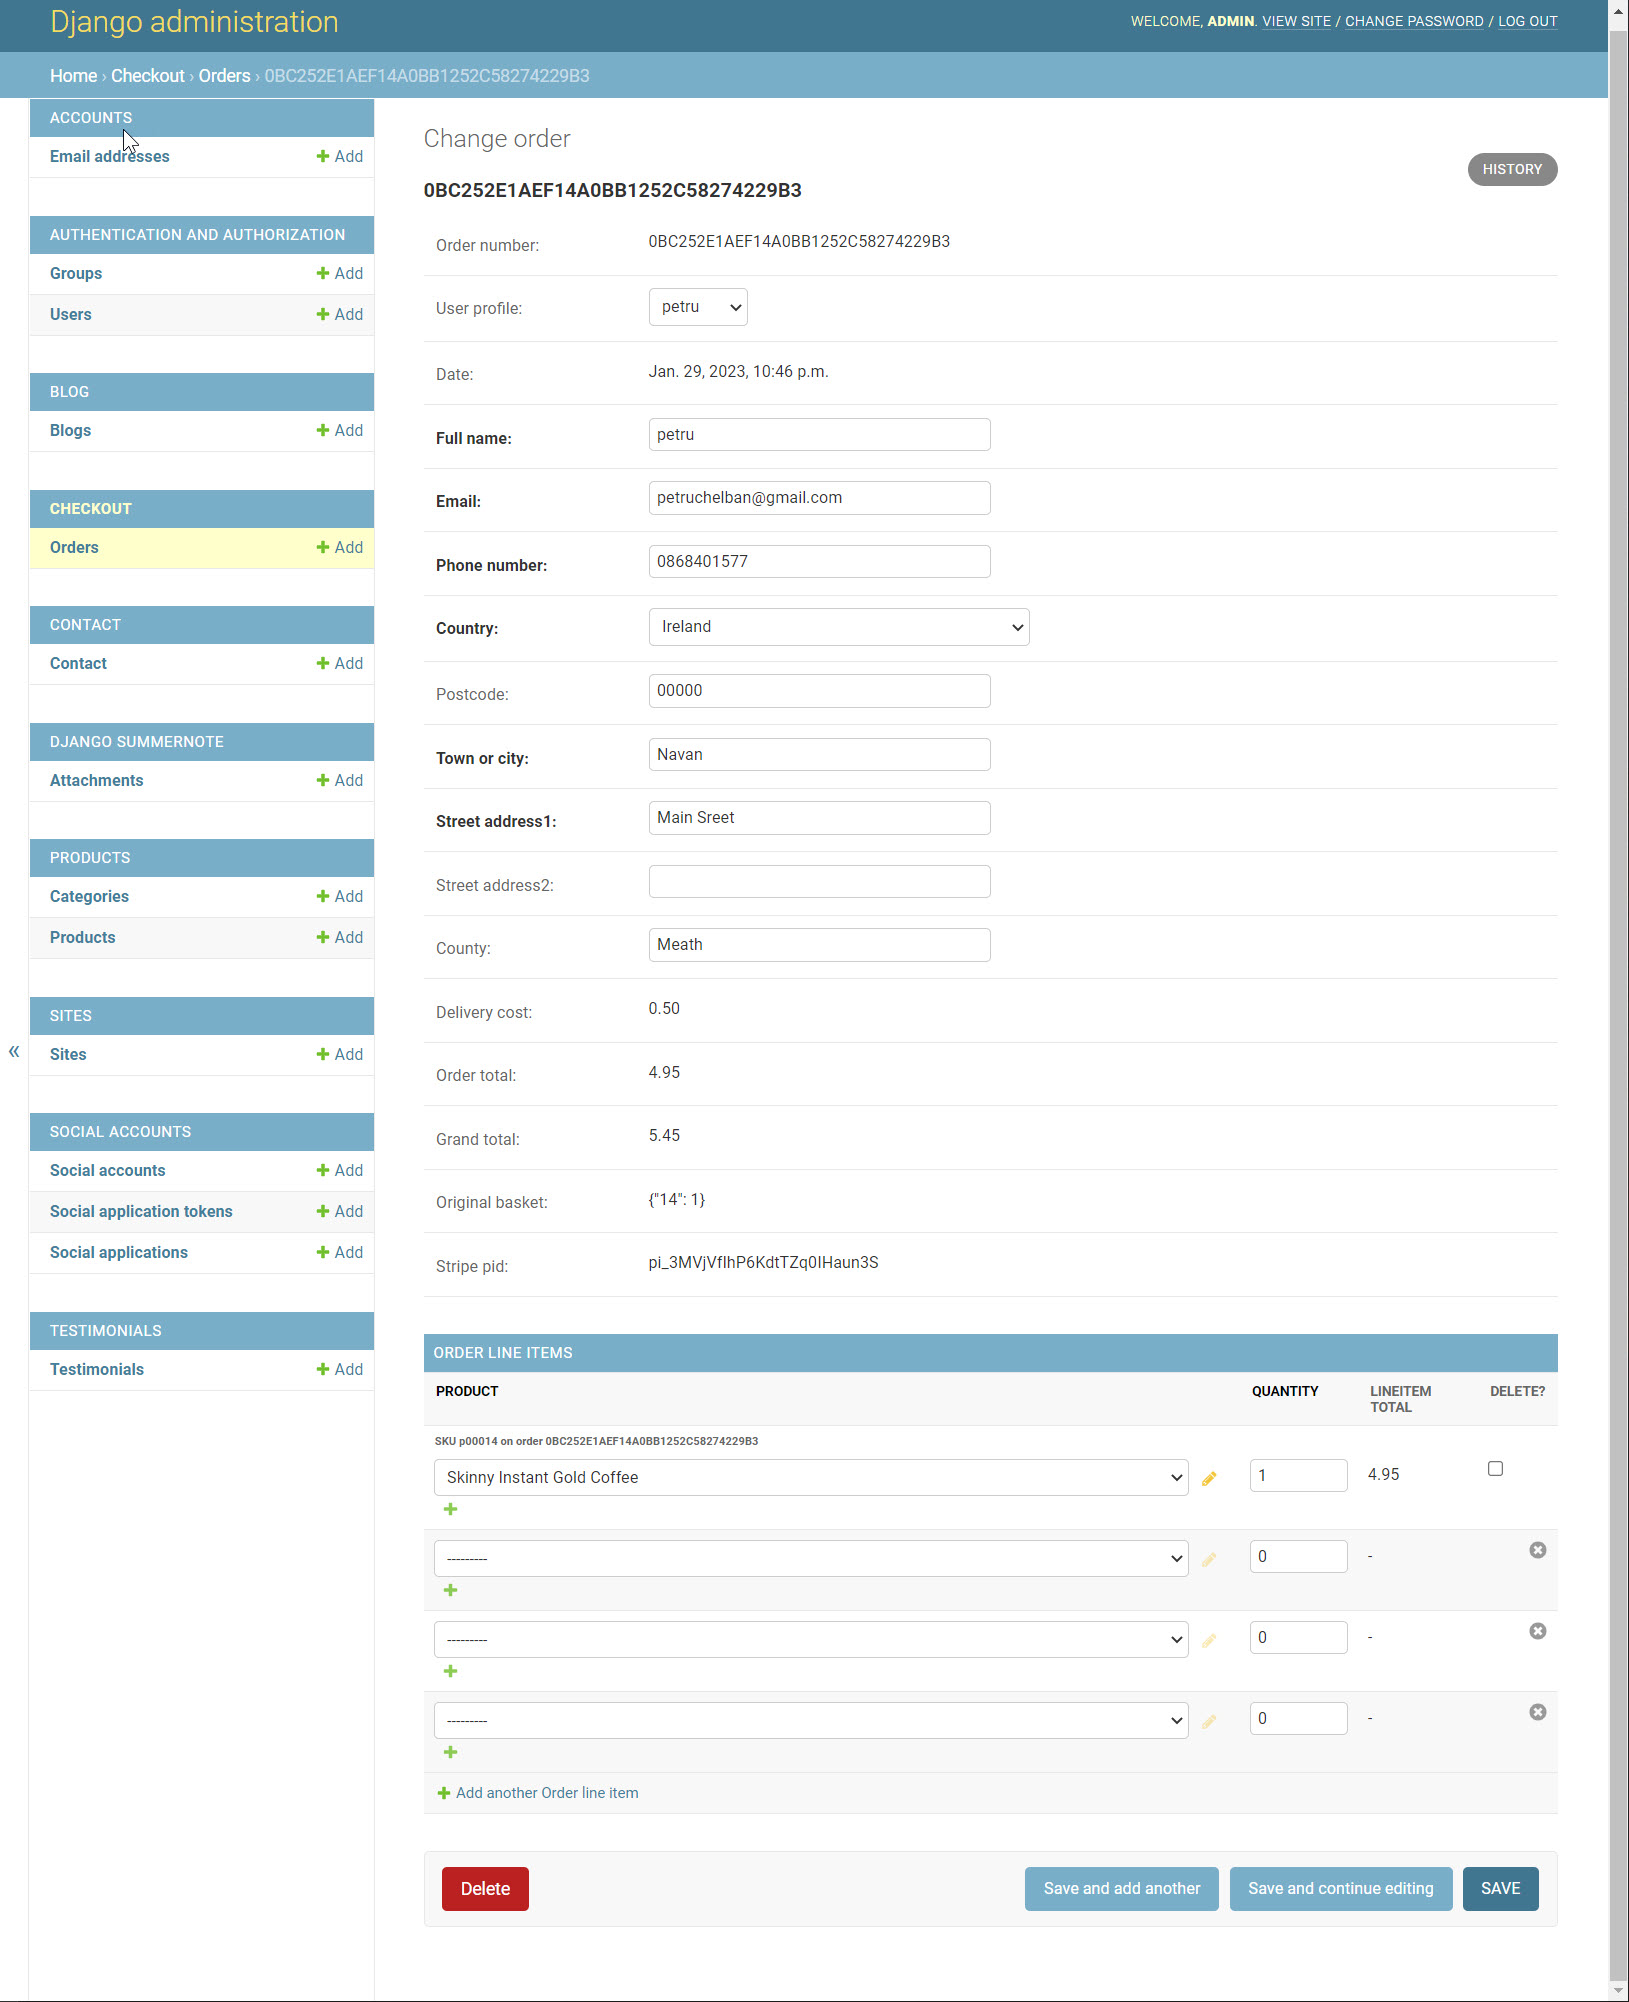 Django administration
WELCOME, ADMIN. VIEW SITE / CHANGE PASSWORD / LOG OUT
Home › Checkout › Orders › 0BC252E1AEF14A0BB1252C58274229B3
ACCOUNTS
Email addresses + Add
AUTHENTICATION AND AUTHORIZATION
Groups + Add
Users + Add
BLOG
Blogs + Add
CHECKOUT
Orders + Add
CONTACT
Contact + Add
DJANGO SUMMERNOTE
Attachments + Add
PRODUCTS
Categories + Add
Products + Add
SITES
Sites + Add
SOCIAL ACCOUNTS
Social accounts + Add
Social application tokens + Add
Social applications + Add
TESTIMONIALS
Testimonials + Add
«
Change order
HISTORY
0BC252E1AEF14A0BB1252C58274229B3
Order number: 0BC252E1AEF14A0BB1252C58274229B3
User profile: petru
Date: Jan. 29, 2023, 10:46 p.m.
Full name: petru
Email: petruchelban@gmail.com
Phone number: 0868401577
Country: Ireland
Postcode: 00000
Town or city: Navan
Street address1: Main Sreet
Street address2:
County: Meath
Delivery cost: 0.50
Order total: 4.95
Grand total: 5.45
Original basket: {"14": 1}
Stripe pid: pi_3MVjVflhP6KdtTZq0lHaun3S
ORDER LINE ITEMS
PRODUCT QUANTITY LINEITEM TOTAL DELETE?
SKU p00014 on order 0BC252E1AEF14A0BB1252C58274229B3
Skinny Instant Gold Coffee 1 4.95
--------- 0 -
--------- 0 -
--------- 0 -
+ Add another Order line item
Delete Save and add another Save and continue editing SAVE